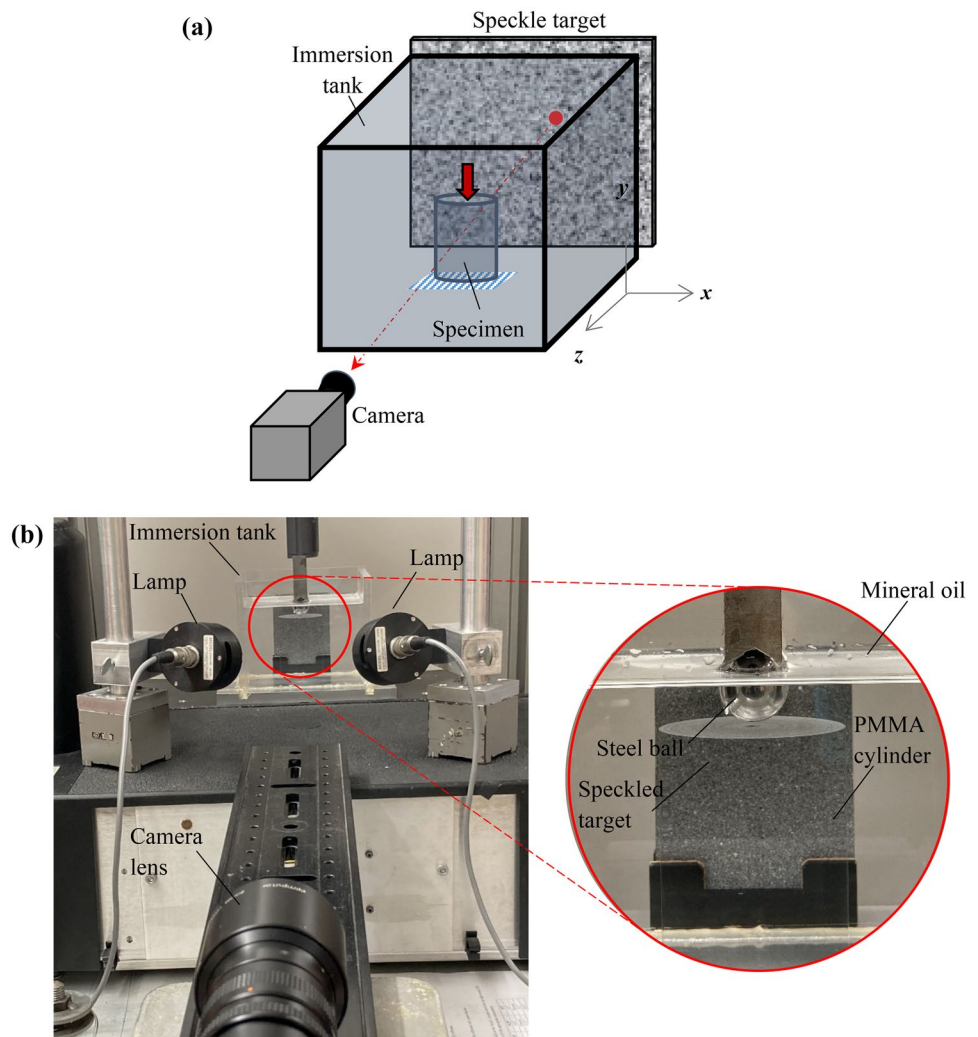 (a)
Speckle target
Immersion
tank
y
x
Specimen
z
Camera
(b)
Immersion tank
Lamp
Lamp
Mineral oil
Steel ball
PMMA
cylinder
Speckled
target
Camera
lens